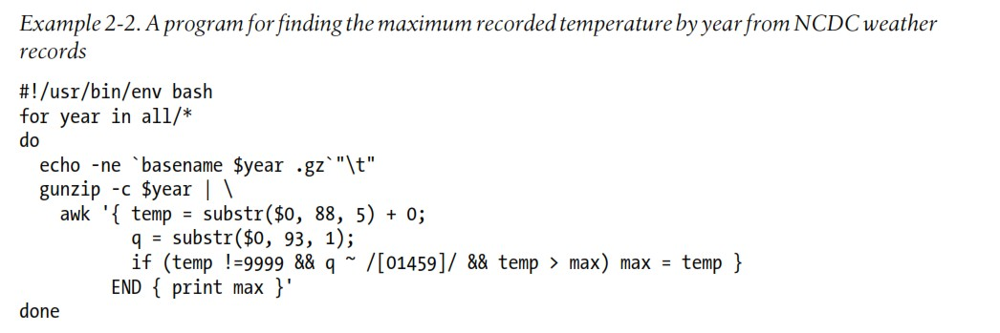 Example 2-2. A program for finding the maximum recorded temperature by year from NCDC weather
records
#!/usr/bin/env bash
for year in all/*
do
  echo -ne `basename $year .gz`"\t"
  gunzip -c $year | \
    awk '{ temp = substr($0, 88, 5) + 0;
           q = substr($0, 93, 1);
           if (temp !=9999 && q ~ /[01459]/ && temp > max) max = temp }
         END { print max }'
done